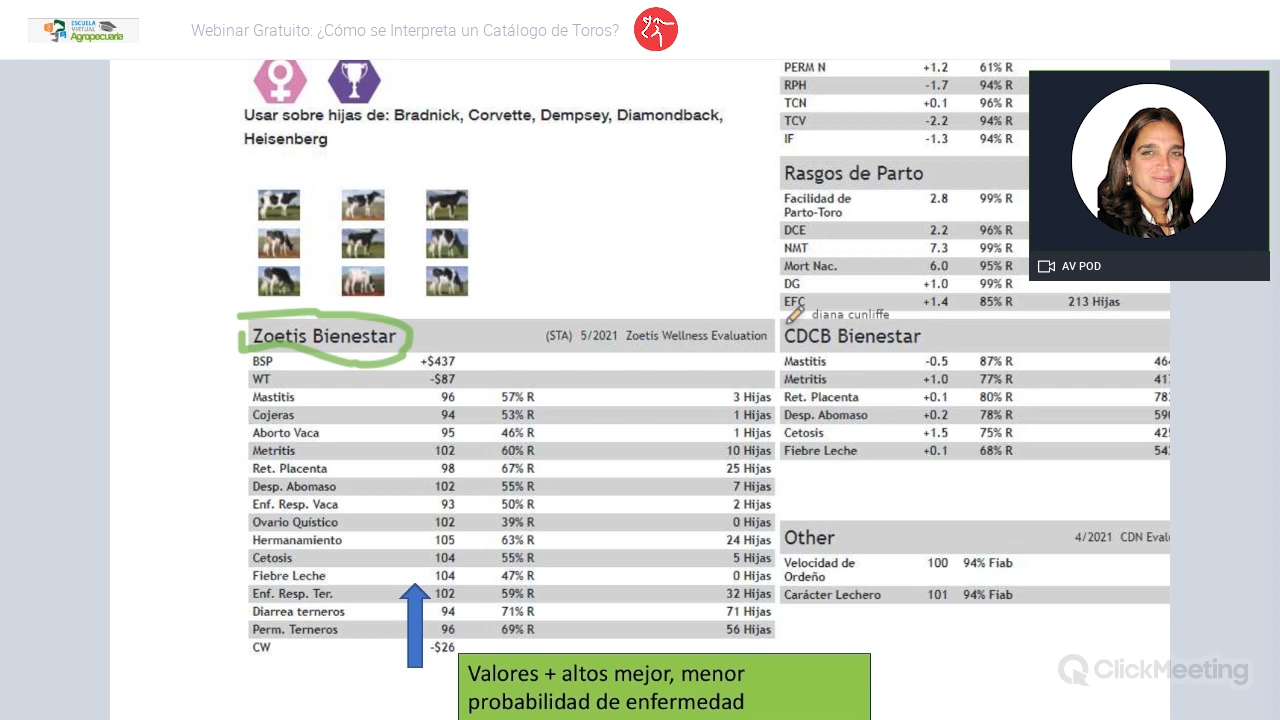 ESCUELA
VIRTUAL
Agropecuaria
Webinar Gratuito: ¿Cómo se Interpreta un Catálogo de Toros?
Usar sobre hijas de: Bradnick, Corvette, Dempsey, Diamondback,
Heisenberg
PERM N +1.2 61% R
RPH -1.7 94% R
TCN +0.1 96% R
TCV -2.2 94% R
IF -1.3 94% R
Rasgos de Parto
Facilidad de
Parto-Toro 2.8 99% R
DCE 2.2 96% R
NMT 7.3 99% R
Mort Nac. 6.0 95% R
DG +1.0 99% R
EFC +1.4 85% R 213 Hijas
diana cunliffe
AV POD
Zoetis Bienestar (STA) 5/2021 Zoetis Wellness Evaluation
BSP +$437
WT -$87
Mastitis 96 57% R 3 Hijas
Cojeras 94 53% R 1 Hijas
Aborto Vaca 95 46% R 1 Hijas
Metritis 102 60% R 10 Hijas
Ret. Placenta 98 67% R 25 Hijas
Desp. Abomaso 102 55% R 7 Hijas
Enf. Resp. Vaca 93 50% R 2 Hijas
Ovario Quístico 102 39% R 0 Hijas
Hermanamiento 105 63% R 24 Hijas
Cetosis 104 55% R 5 Hijas
Fiebre Leche 104 47% R 0 Hijas
Enf. Resp. Ter. 102 59% R 32 Hijas
Diarrea terneros 94 71% R 71 Hijas
Perm. Terneros 96 69% R 56 Hijas
CW -$26
CDCB Bienestar
Mastitis -0.5 87% R 464
Metritis +1.0 77% R 417
Ret. Placenta +0.1 80% R 78
Desp. Abomaso +0.2 78% R 590
Cetosis +1.5 75% R 425
Fiebre Leche +0.1 68% R 54
Other 4/2021 CDN Evalu
Velocidad de
Ordeño 100 94% Fiab
Carácter Lechero 101 94% Fiab
Valores + altos mejor, menor
probabilidad de enfermedad
ClickMeeting